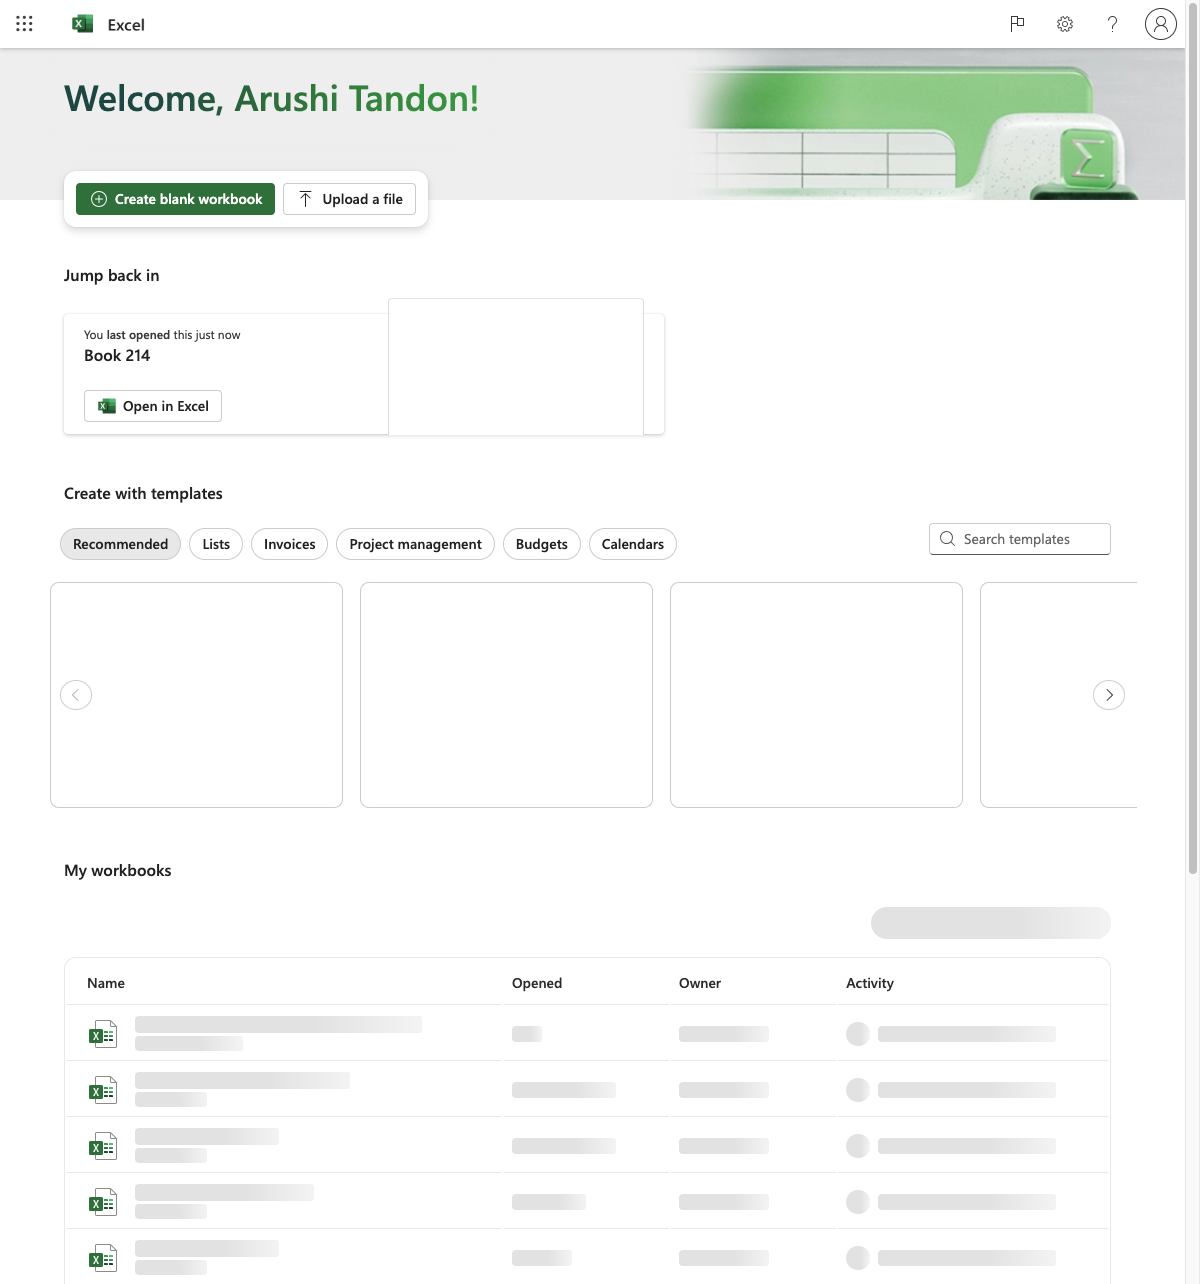 Excel
Welcome, Arushi Tandon!
Create blank workbook
Upload a file
Jump back in
You last opened this just now
Book 214
Open in Excel
Create with templates
Recommended
Lists
Invoices
Project management
Budgets
Calendars
Search templates
My workbooks
Name
Opened
Owner
Activity